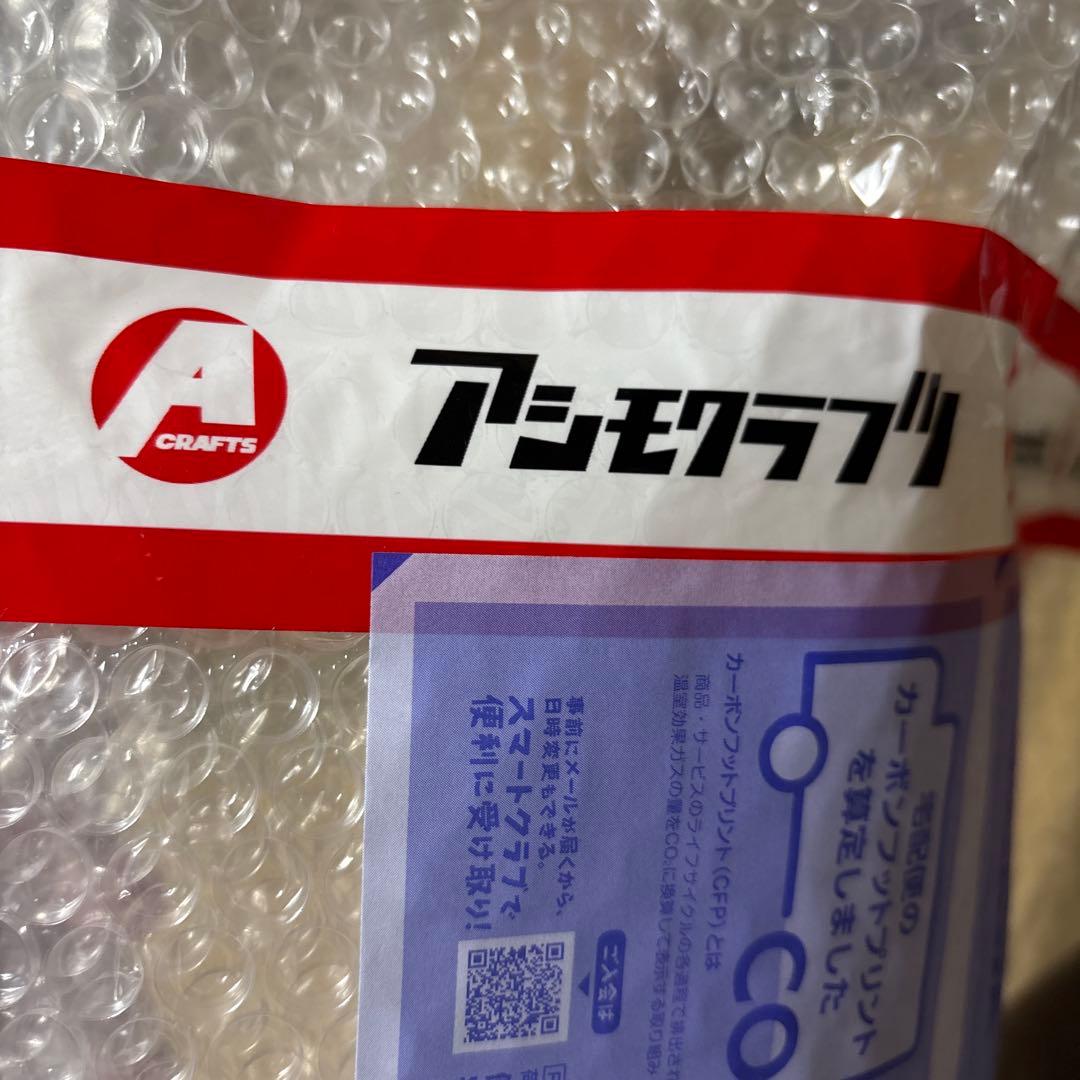 A
CRAFTS
アシモクラフツ
宅配便の
カーボンフットプリント
を算定しました
CO
カーボンフットプリント(CFP)とは
商品・サービスのライフサイクルの各過程で排出され
温室効果ガスの量をCO₂に換算して表示する取り組み
事前にメールが届くから、
日時変更もできる。
スマートクラブで
便利に受け取り!
ご入会は